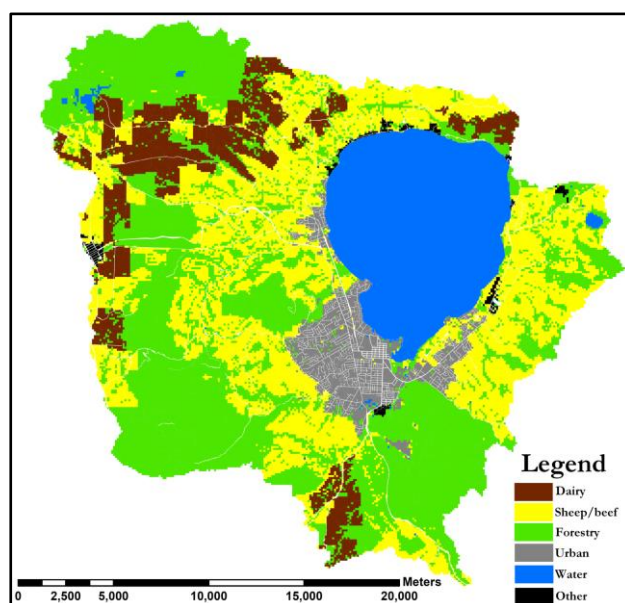 Legend
Dairy
Sheep/beef
Forestry
Urban
Water
Other
Meters
0 2,500 5,000 10,000 15,000 20,000